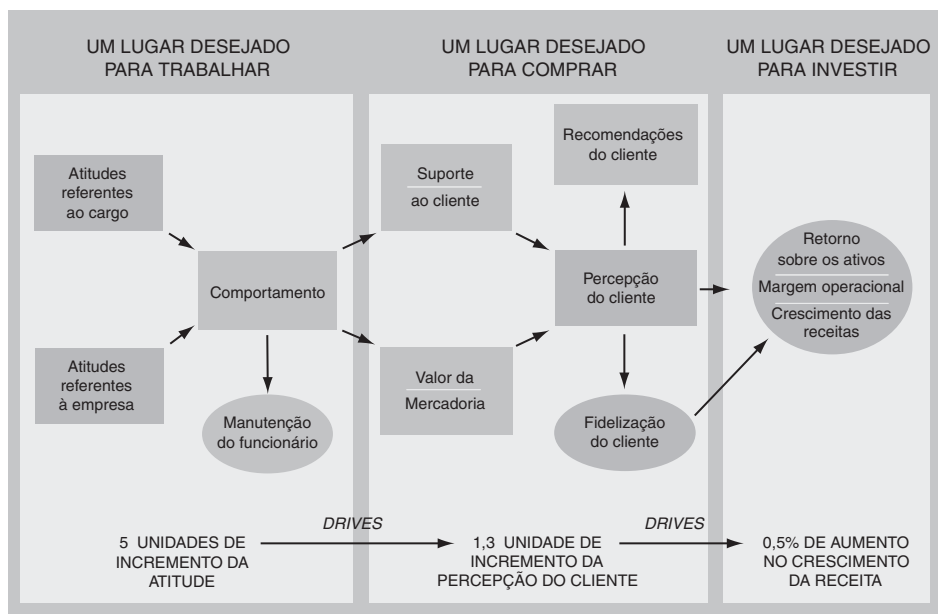 UM LUGAR DESEJADO
PARA TRABALHAR
UM LUGAR DESEJADO
PARA COMPRAR
UM LUGAR DESEJADO
PARA INVESTIR
Atitudes
referentes
ao cargo
Atitudes
referentes
à empresa
Comportamento
Manutenção
do funcionário
Suporte
ao cliente
Valor da
Mercadoria
Recomendações
do cliente
Percepção
do cliente
Fidelização
do cliente
Retorno
sobre os ativos
Margem operacional
Crescimento das
receitas
5 UNIDADES DE
INCREMENTO DA
ATITUDE
DRIVES
1,3 UNIDADE DE
INCREMENTO DA
PERCEPÇÃO DO CLIENTE
DRIVES
0,5% DE AUMENTO
NO CRESCIMENTO
DA RECEITA